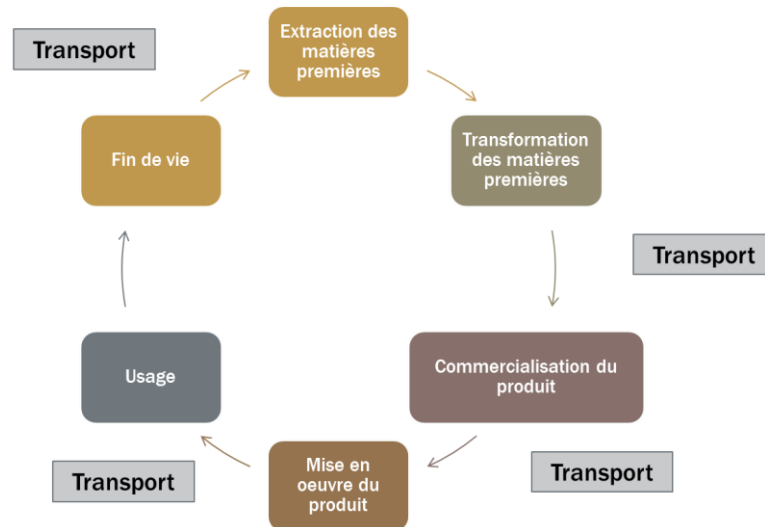 Transport
Extraction des
matières
premières
Fin de vie
Transformation
des matières
premières
Transport
Usage
Commercialisation du
produit
Transport
Mise en
oeuvre du
produit
Transport